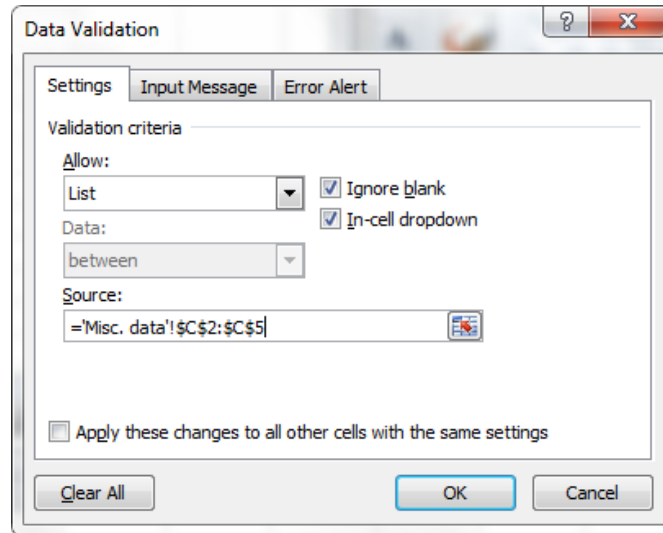 Data Validation
? X
Settings Input Message Error Alert
Validation criteria
Allow:
List
Ignore blank
Data:
In-cell dropdown
between
Source:
='Misc. data'!$C$2:$C$5
Apply these changes to all other cells with the same settings
Clear All OK Cancel